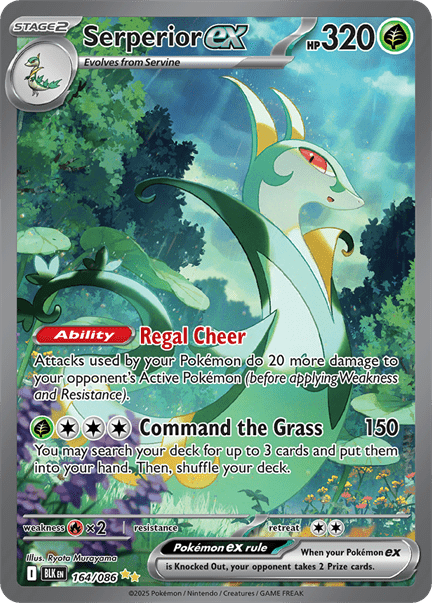 STAGE2 Serperior ex HP 320
Evolves from Servine
Ability Regal Cheer
Attacks used by your Pokémon do 20 more damage to
your opponent's Active Pokémon (before applying Weakness
and Resistance).
Command the Grass 150
You may search your deck for up to 3 cards and put them
into your hand. Then, shuffle your deck.
weakness ×2 resistance retreat
Illus. Ryota Murayama
Pokémon ex rule When your Pokémon ex
is Knocked Out, your opponent takes 2 Prize cards.
I BLK EN 164/086
©2025 Pokémon / Nintendo / Creatures / GAME FREAK